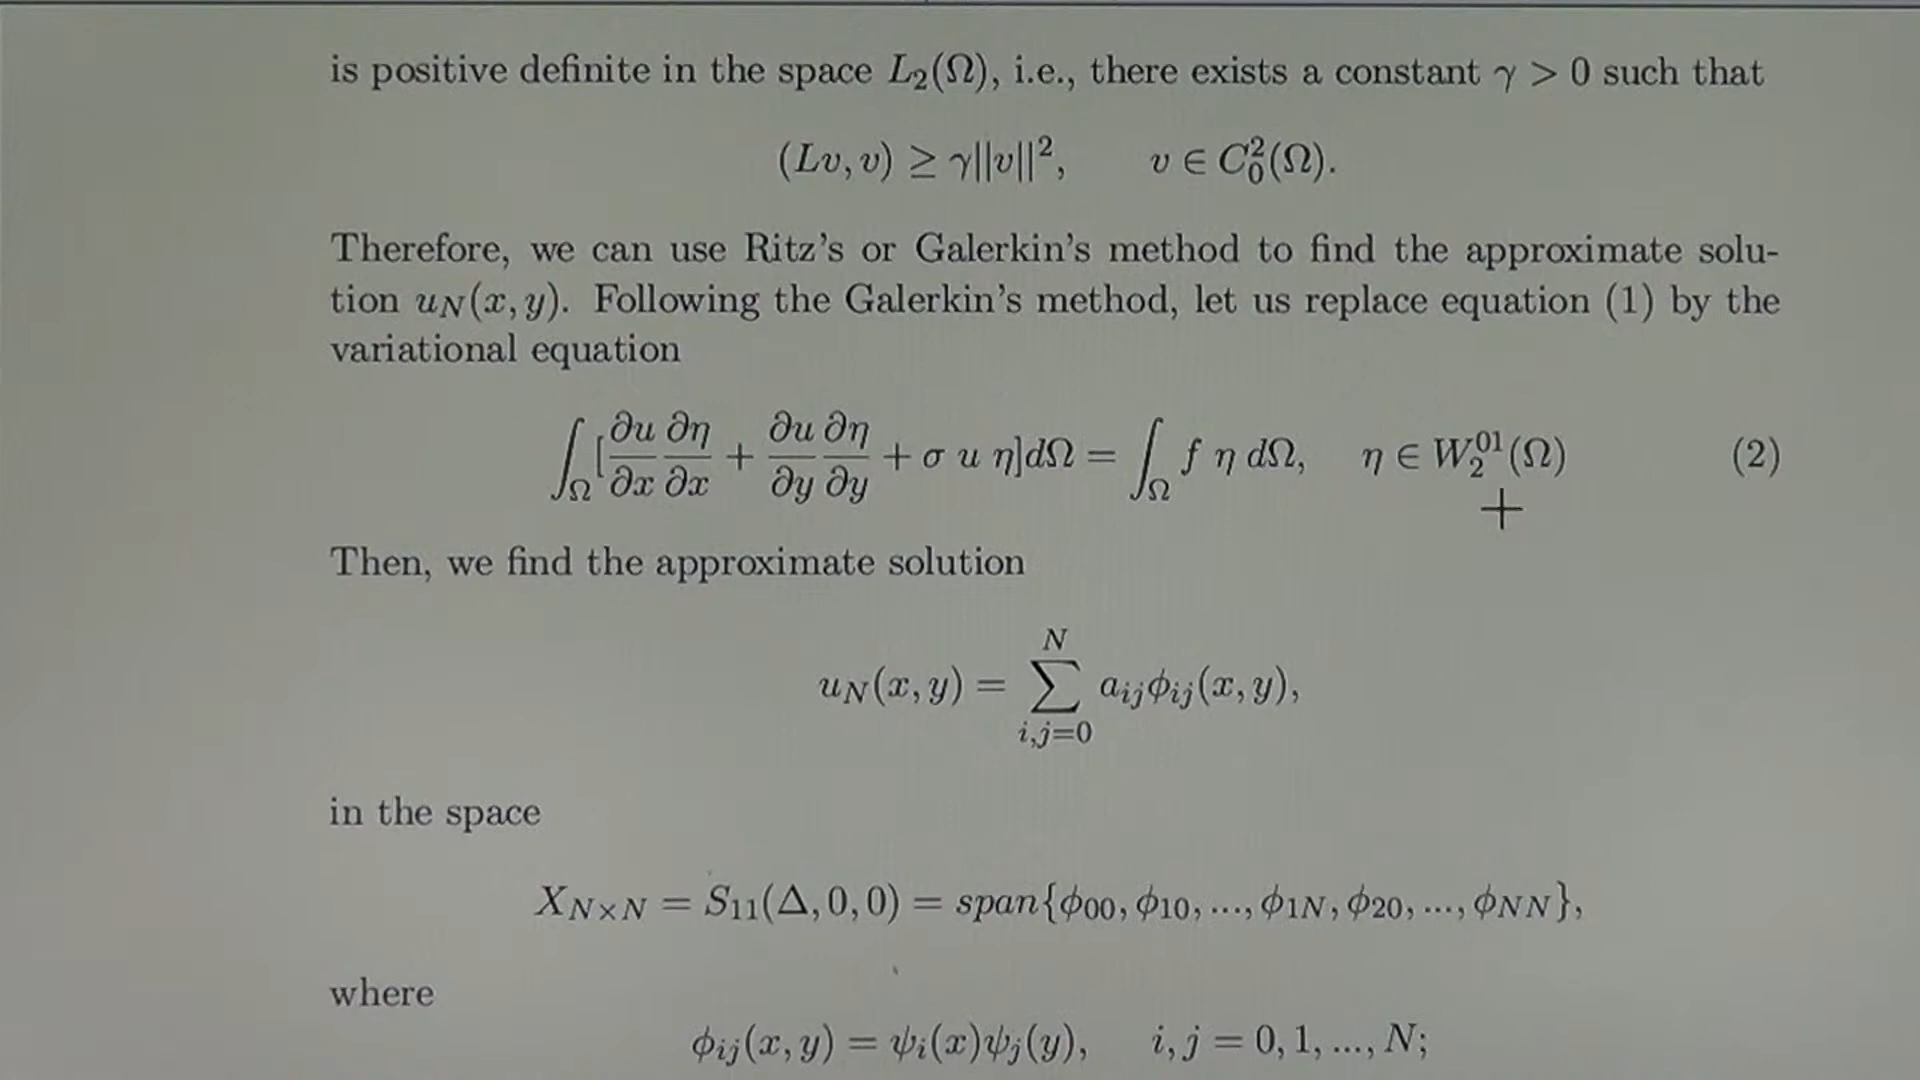 is positive definite in the space L₂(Ω), i.e., there exists a constant γ > 0 such that
(Lv, v) ≥ γ||v||², v ∈ C₀²(Ω).
Therefore, we can use Ritz's or Galerkin's method to find the approximate solu-
tion u_N(x, y). Following the Galerkin's method, let us replace equation (1) by the
variational equation
∫_Ω [∂u/∂x ∂η/∂x + ∂u/∂y ∂η/∂y + σ u η]dΩ = ∫_Ω f η dΩ, η ∈ W₂⁰¹(Ω) (2)
Then, we find the approximate solution
u_N(x, y) = ∑_{i,j=0}^{N} a_{ij}ϕ_{ij}(x, y),
in the space
X_{N×N} = S₁₁(Δ, 0, 0) = span{ϕ₀₀, ϕ₁₀, ..., ϕ_{1N}, ϕ₂₀, ..., ϕ_{NN}},
where
ϕ_{ij}(x, y) = ψ_i(x)ψ_j(y), i, j = 0, 1, ..., N;